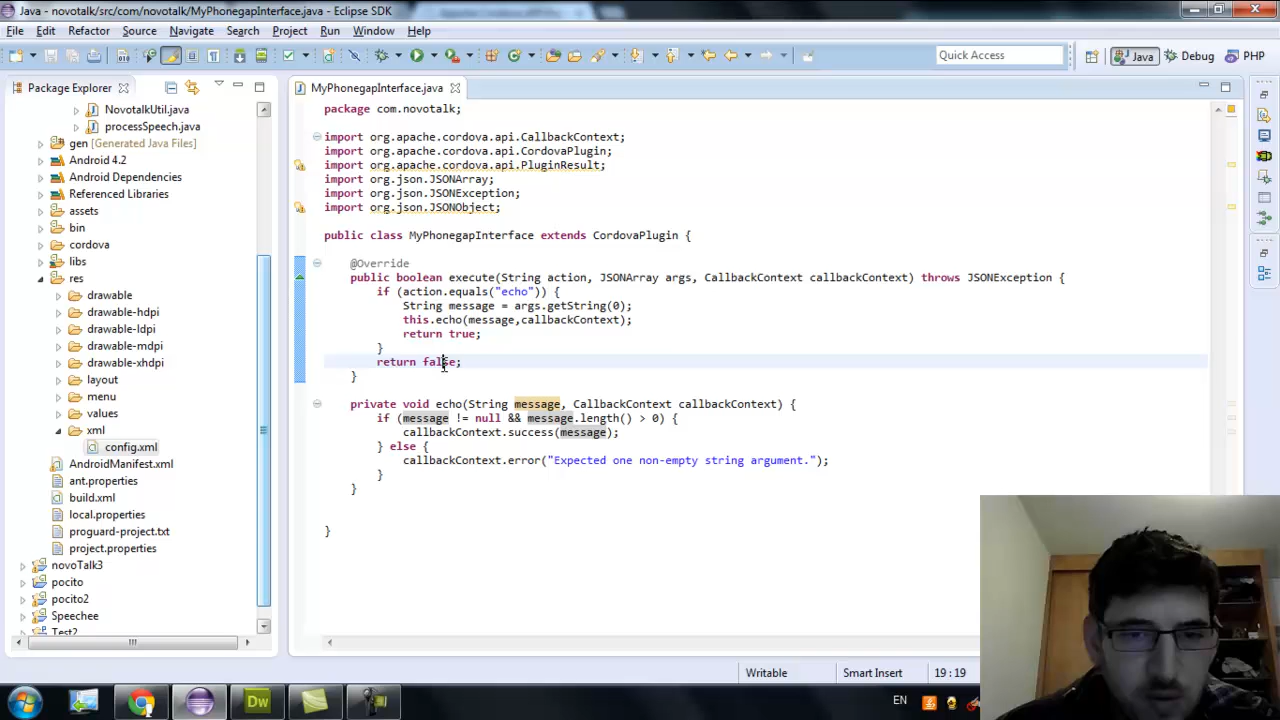 Java - novotalk/src/com/novotalk/MyPhonegapInterface.java - Eclipse SDK
File Edit Refactor Source Navigate Search Project Run Window Help
Quick Access
Java
Debug
PHP
Package Explorer
MyPhonegapInterface.java
NovotalkUtil.java
processSpeech.java
gen [Generated Java Files]
Android 4.2
Android Dependencies
Referenced Libraries
assets
bin
cordova
libs
res
drawable
drawable-hdpi
drawable-ldpi
drawable-mdpi
drawable-xhdpi
layout
menu
values
xml
config.xml
AndroidManifest.xml
ant.properties
build.xml
local.properties
proguard-project.txt
project.properties
novoTalk3
pocito
pocito2
Speechee
Test2
package com.novotalk;
import org.apache.cordova.api.CallbackContext;
import org.apache.cordova.api.CordovaPlugin;
import org.apache.cordova.api.PluginResult;
import org.json.JSONArray;
import org.json.JSONException;
import org.json.JSONObject;
public class MyPhonegapInterface extends CordovaPlugin {
@Override
public boolean execute(String action, JSONArray args, CallbackContext callbackContext) throws JSONException {
if (action.equals("echo")) {
String message = args.getString(0);
this.echo(message,callbackContext);
return true;
}
return false;
}
private void echo(String message, CallbackContext callbackContext) {
if (message != null && message.length() > 0) {
callbackContext.success(message);
} else {
callbackContext.error("Expected one non-empty string argument.");
}
}
}
Writable
Smart Insert
19:19
Dw
EN